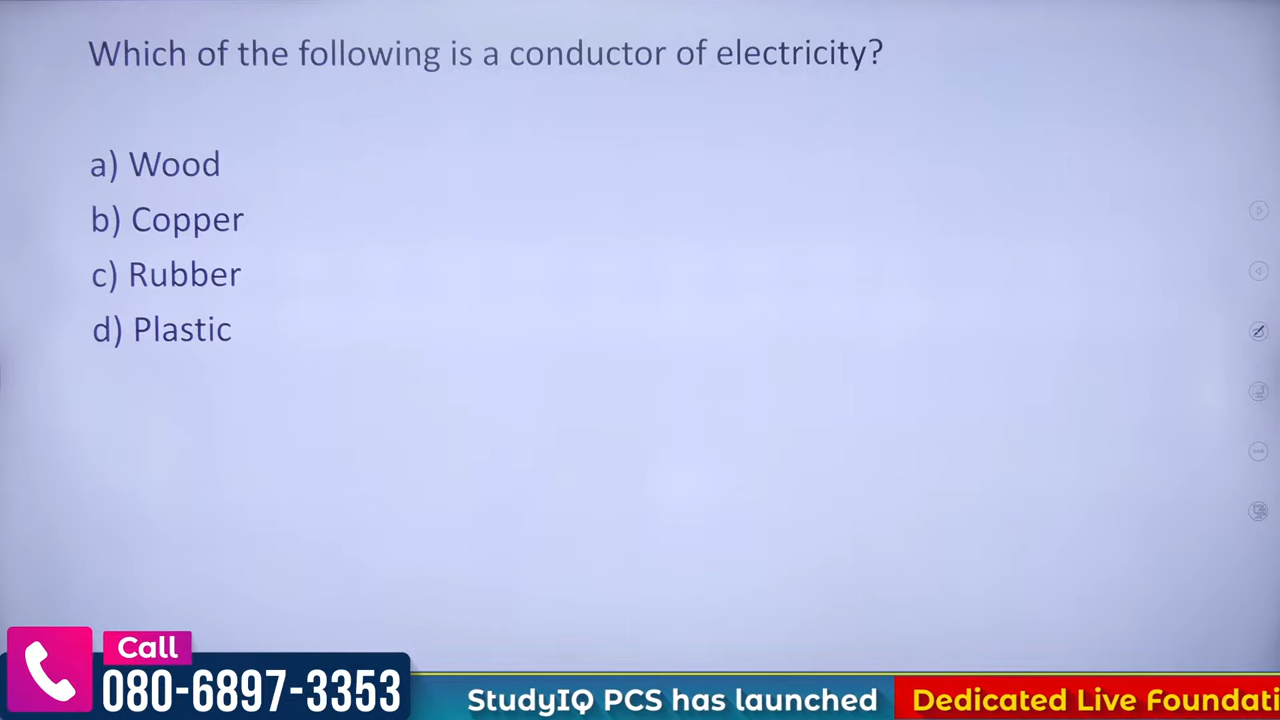 Which of the following is a conductor of electricity?
a) Wood
b) Copper
c) Rubber
d) Plastic
Call
080-6897-3353
StudyIQ PCS has launched
Dedicated Live Foundati